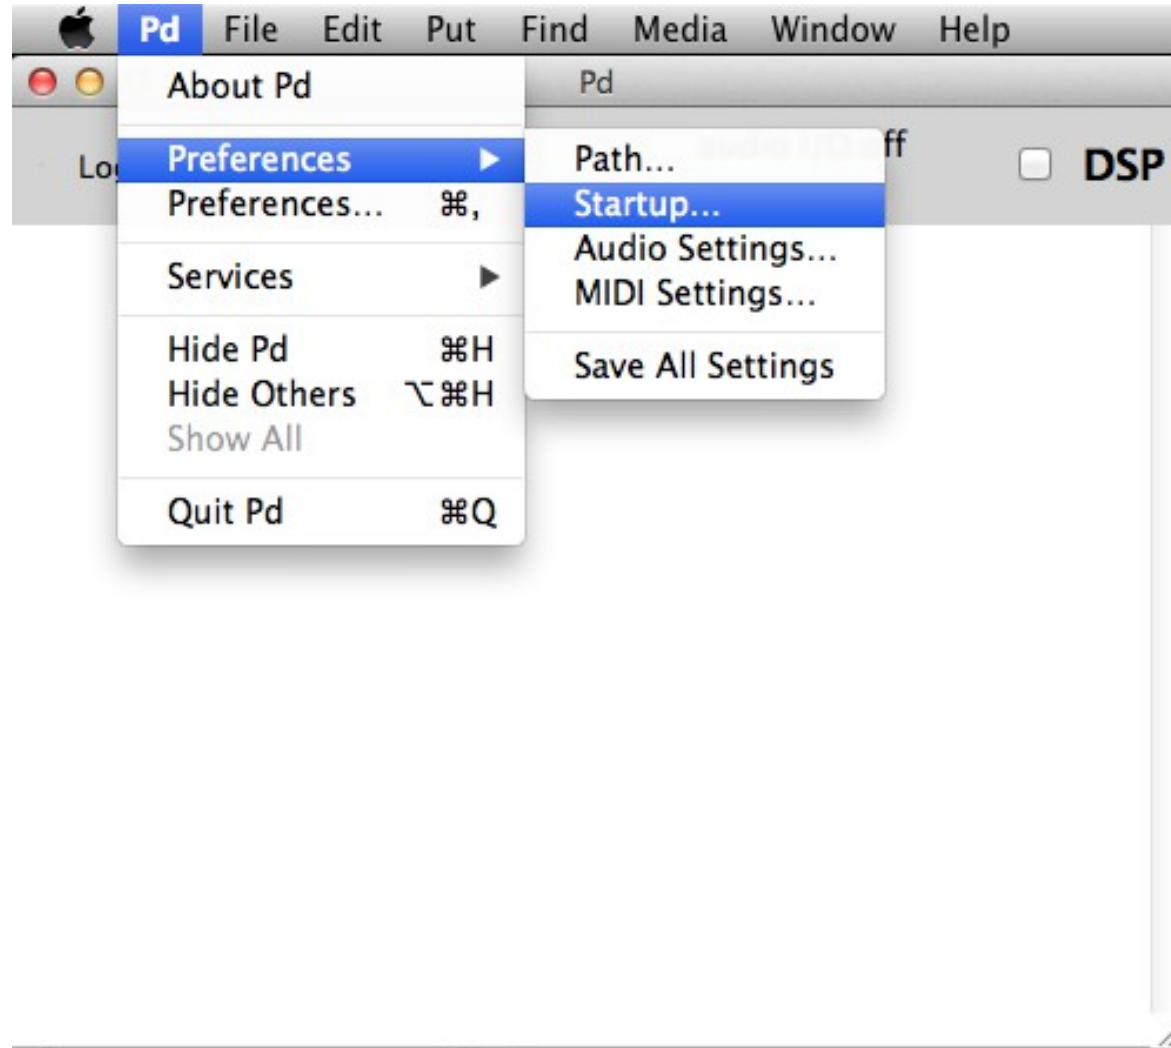 Pd File Edit Put Find Media Window Help
Pd
About Pd
Preferences
Preferences... ⌘,
Services
Hide Pd ⌘H
Hide Others ⌥⌘H
Show All
Quit Pd ⌘Q
Path...
Startup...
Audio Settings...
MIDI Settings...
Save All Settings
DSP